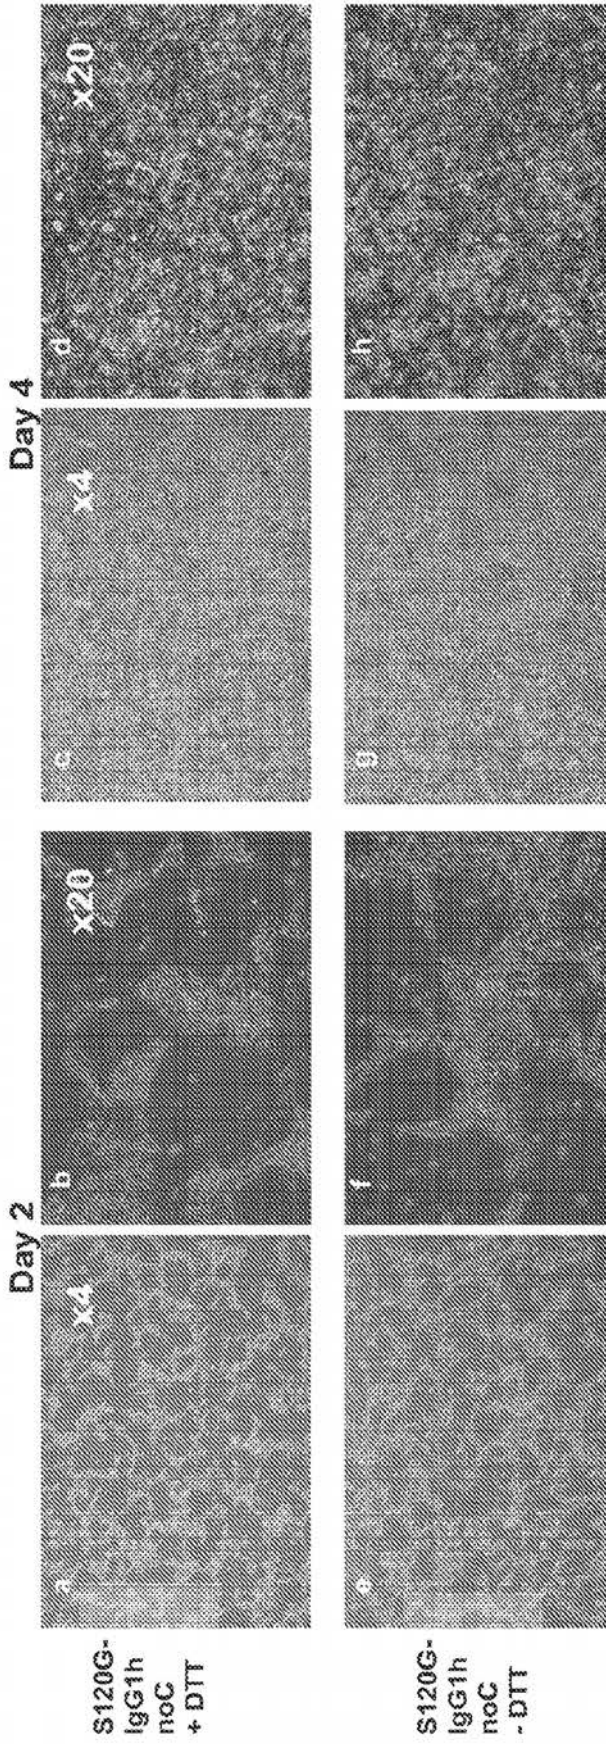 Day 2
Day 4
S120G-
IgG1h
noC
+ DTT
a
x4
b
x20
c
x4
d
x20
S120G-
IgG1h
noC
- DTT
e
f
g
h